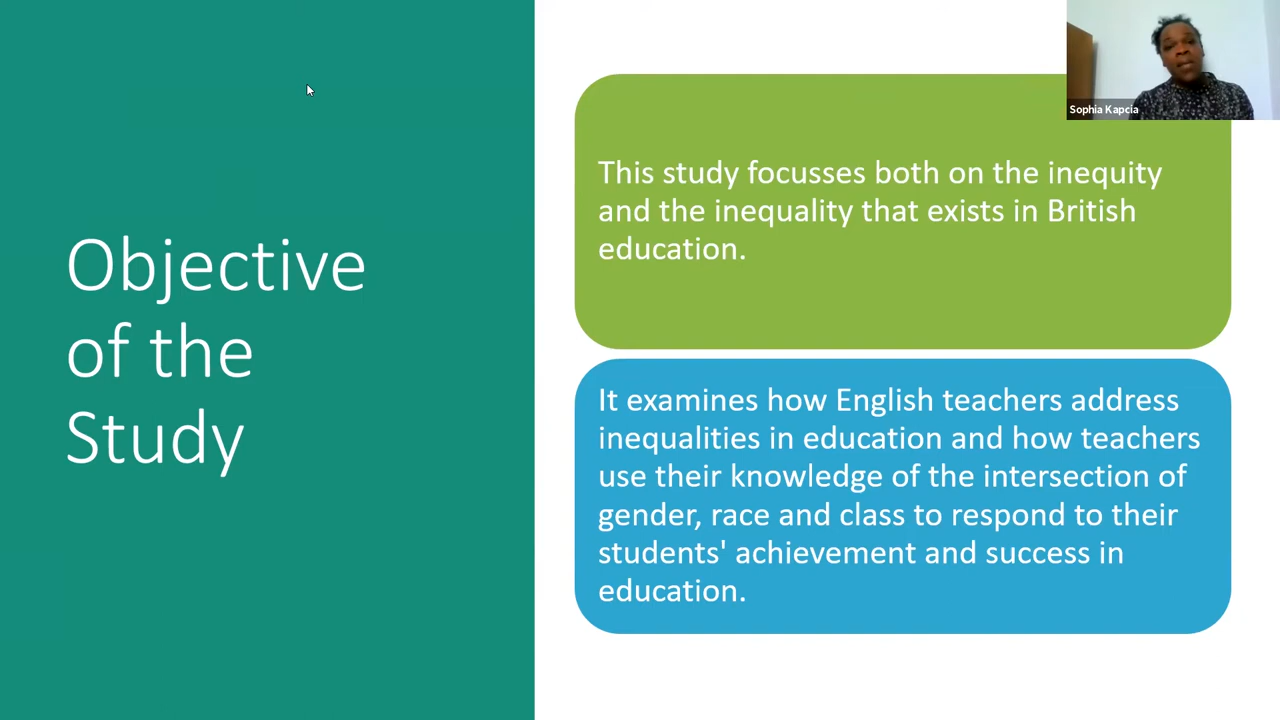 Objective
of the
Study
This study focusses both on the inequity
and the inequality that exists in British
education.
It examines how English teachers address
inequalities in education and how teachers
use their knowledge of the intersection of
gender, race and class to respond to their
students' achievement and success in
education.
Sophia Kapcia